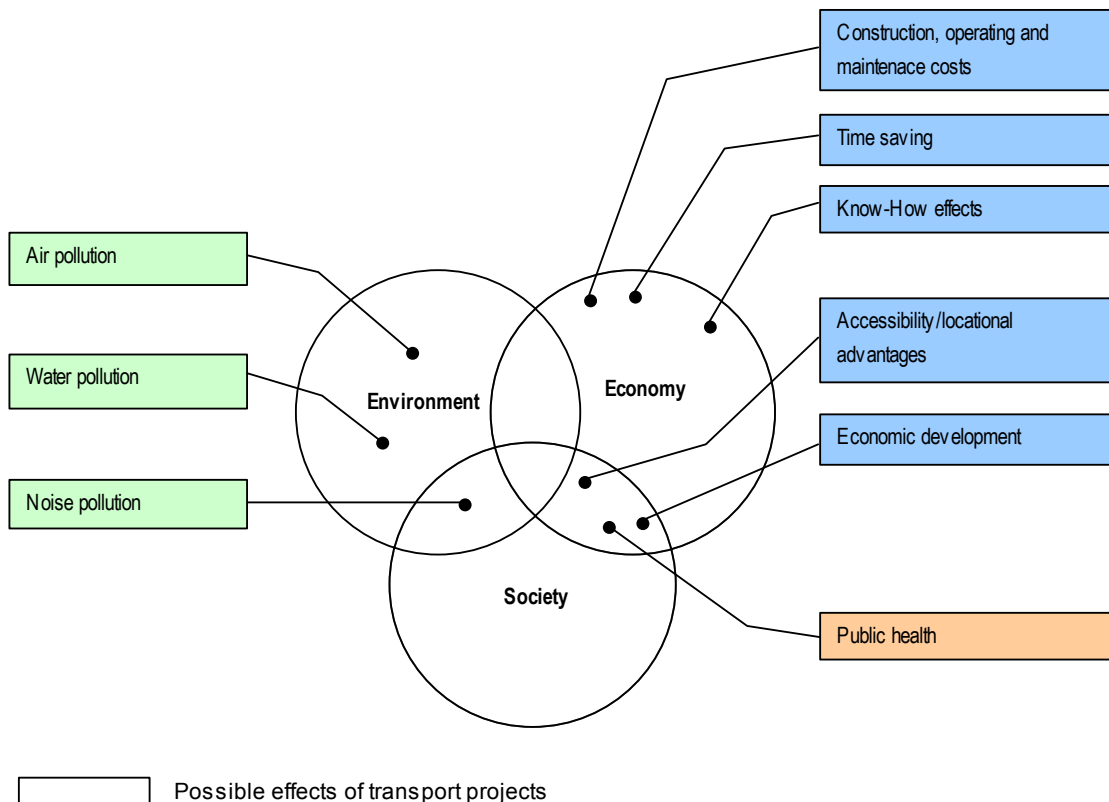 Construction, operating and
maintenace costs
Time saving
Know-How effects
Air pollution
Accessibility/locational
advantages
Water pollution
Environment
Economy
Economic development
Noise pollution
Society
Public health
Possible effects of transport projects